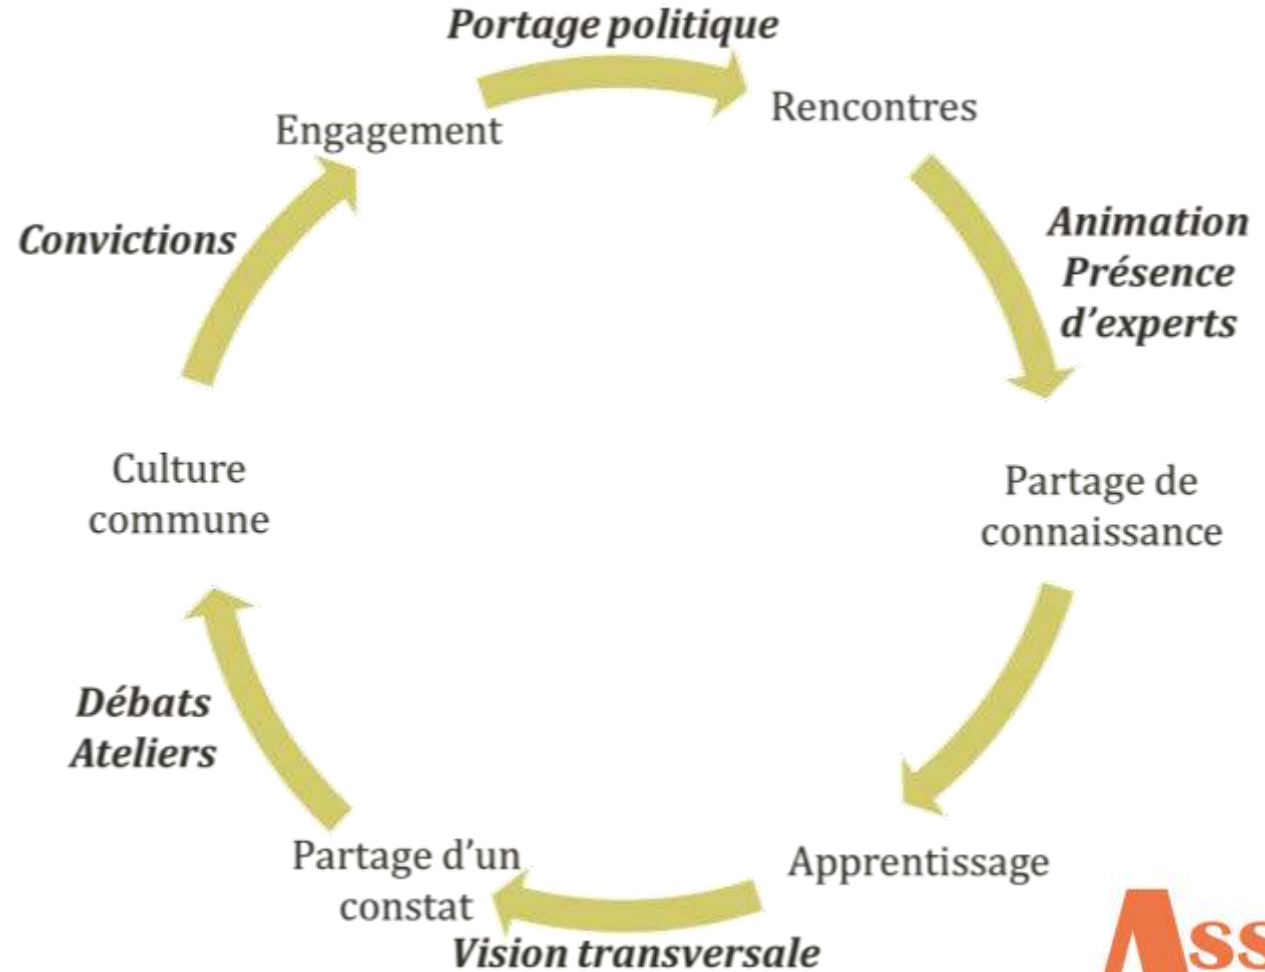 Portage politique
Rencontres
Engagement
Animation
Présence
d'experts
Convictions
Culture
commune
Partage de
connaissance
Débats
Ateliers
Partage d'un
constat
Apprentissage
Vision transversale
Ass